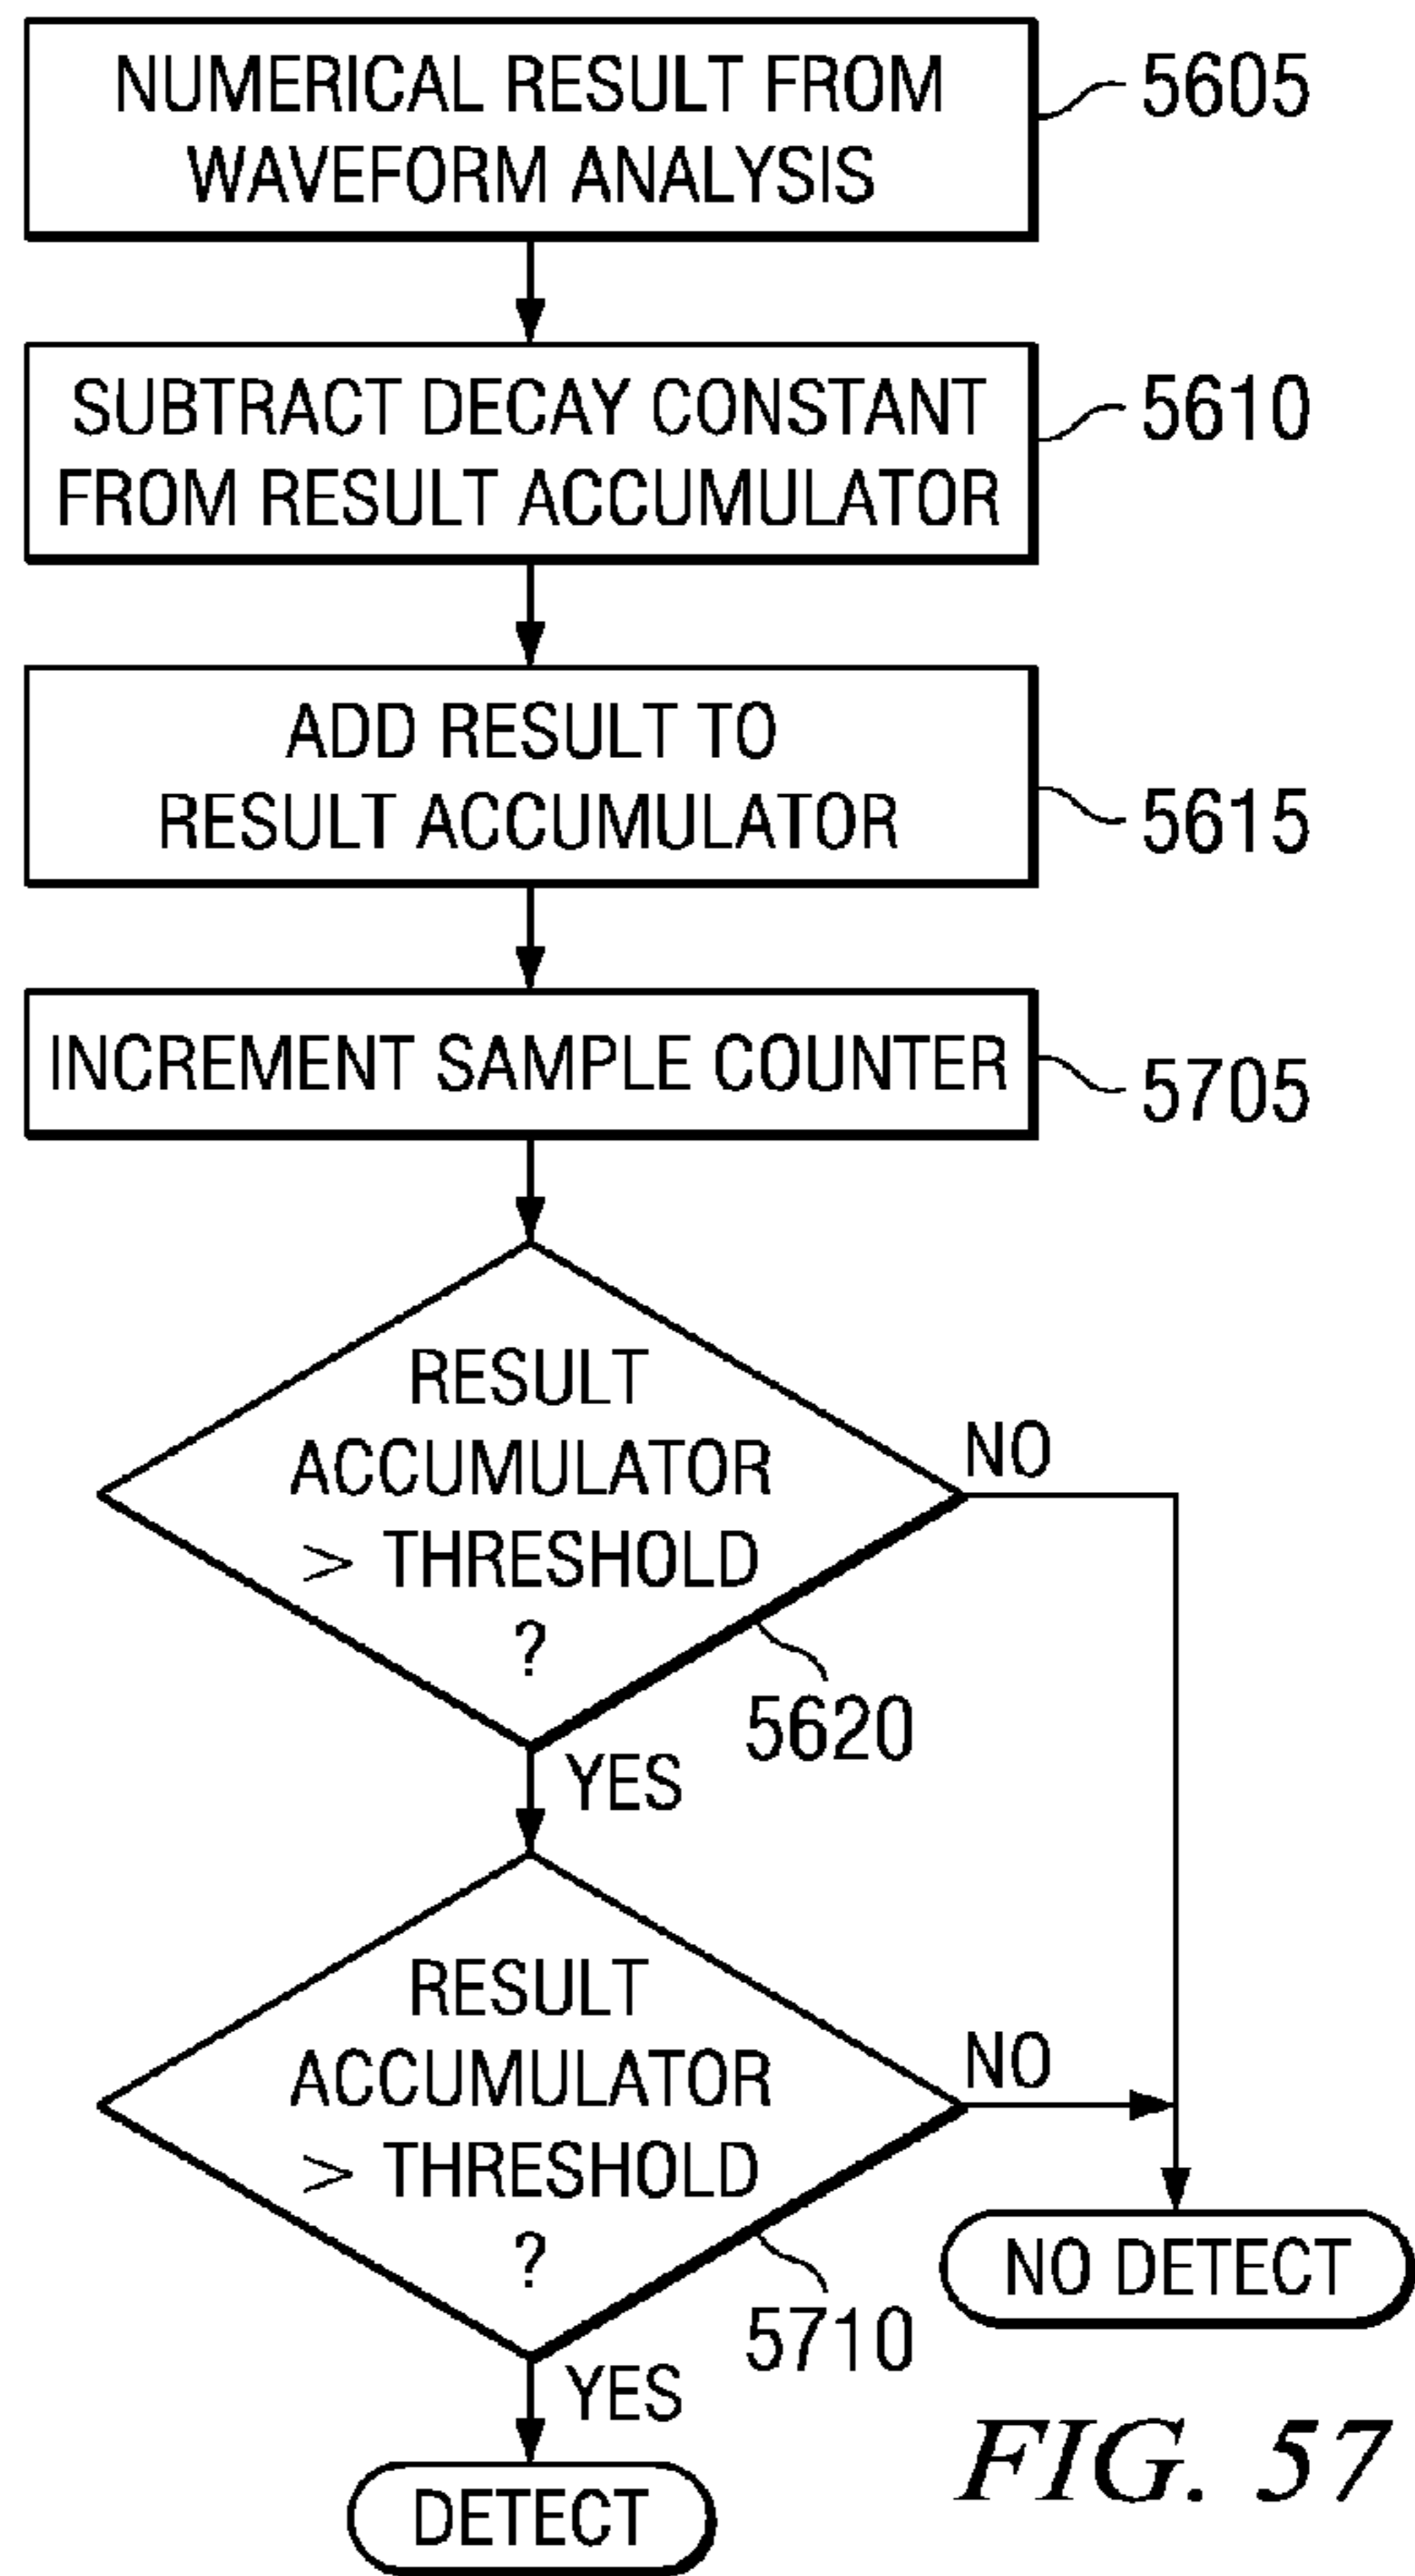 NUMERICAL RESULT FROM
WAVEFORM ANALYSIS
5605
SUBTRACT DECAY CONSTANT
FROM RESULT ACCUMULATOR
5610
ADD RESULT TO
RESULT ACCUMULATOR
5615
INCREMENT SAMPLE COUNTER
5705
RESULT
ACCUMULATOR
> THRESHOLD
?
NO
5620
YES
RESULT
ACCUMULATOR
> THRESHOLD
?
NO
5710
YES
NO DETECT
DETECT
FIG. 57